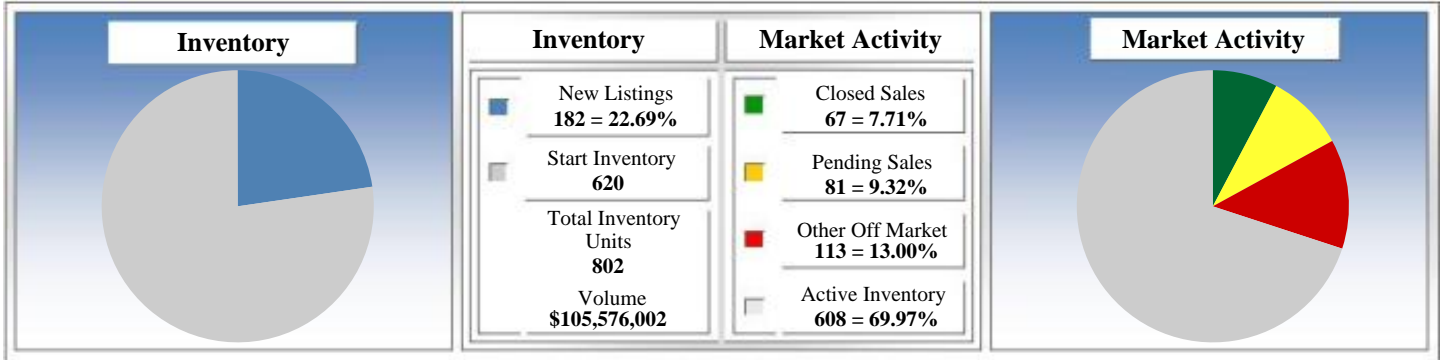 Inventory
Inventory
Market Activity
New Listings
182 = 22.69%
Start Inventory
620
Total Inventory
Units
802
Volume
$105,576,002
Closed Sales
67 = 7.71%
Pending Sales
81 = 9.32%
Other Off Market
113 = 13.00%
Active Inventory
608 = 69.97%
Market Activity